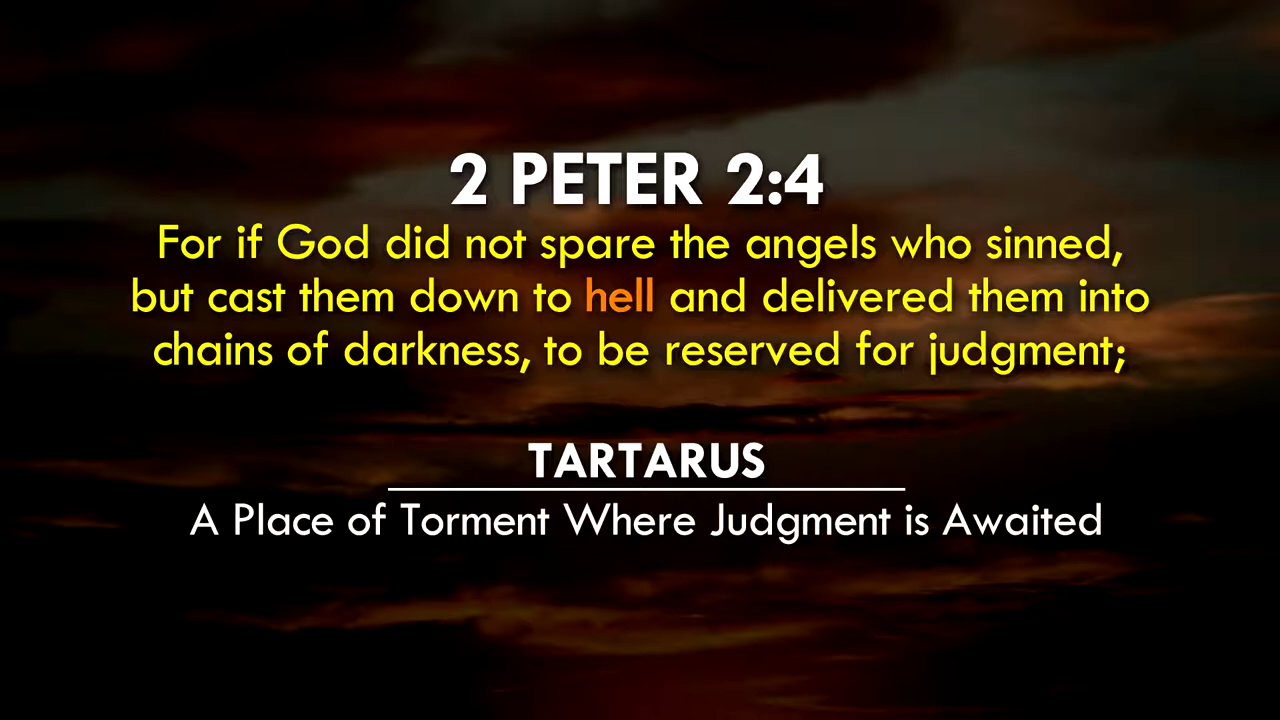 2 PETER 2:4
For if God did not spare the angels who sinned,
but cast them down to hell and delivered them into
chains of darkness, to be reserved for judgment;
TARTARUS
A Place of Torment Where Judgment is Awaited